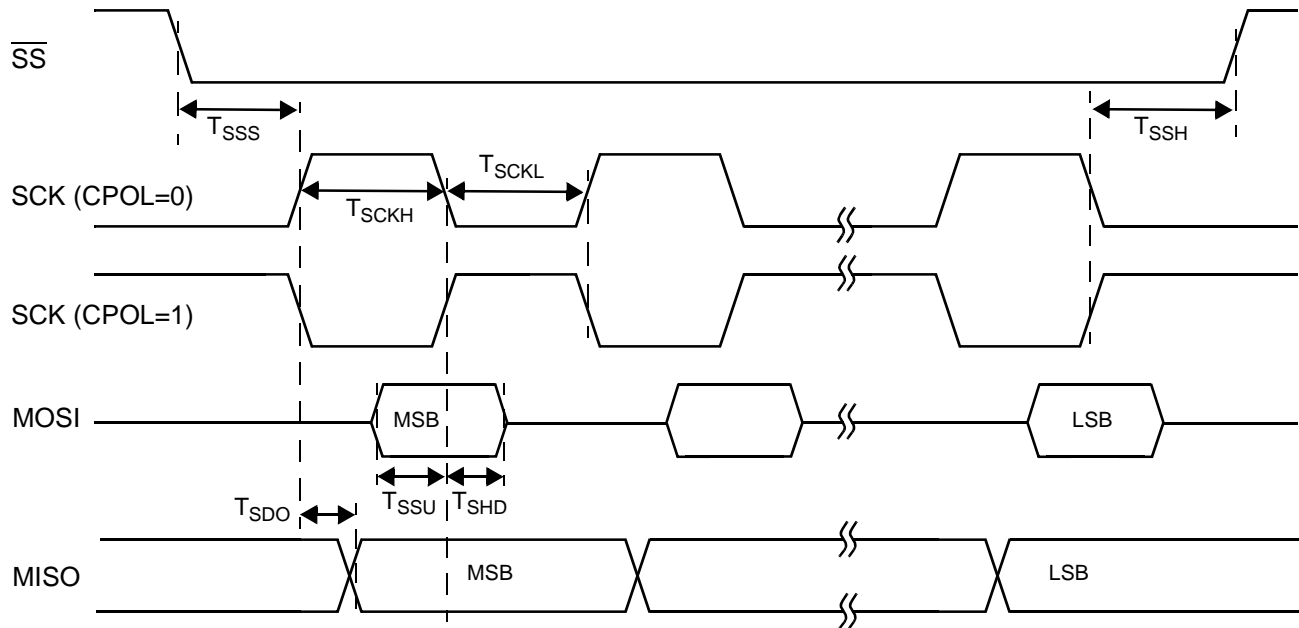 SS
T_SSS
T_SSH
SCK (CPOL=0)
T_SCKH
T_SCKL
SCK (CPOL=1)
MOSI
MSB
LSB
T_SSU
T_SHD
T_SDO
MISO
MSB
LSB